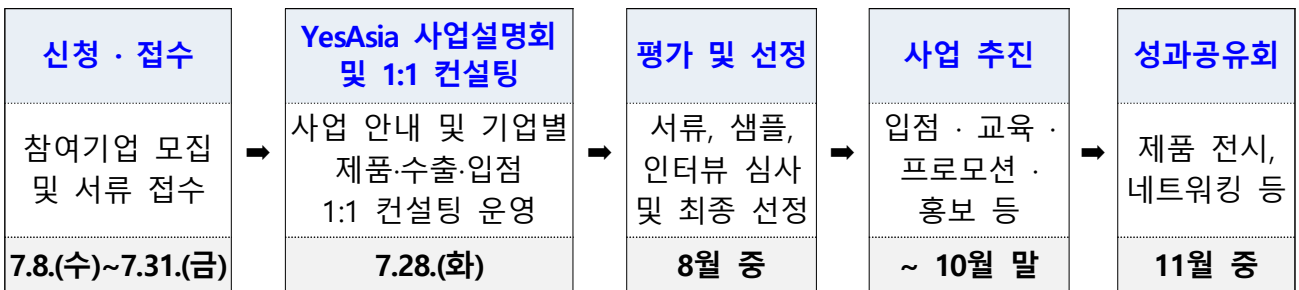 신청 · 접수
참여기업 모집
및 서류 접수
7.8.(수)~7.31.(금)
➡
YesAsia 사업설명회
및 1:1 컨설팅
사업 안내 및 기업별
제품·수출·입점
1:1 컨설팅 운영
7.28.(화)
➡
평가 및 선정
서류, 샘플,
인터뷰 심사
및 최종 선정
8월 중
➡
사업 추진
입점 · 교육 ·
프로모션 ·
홍보 등
~ 10월 말
➡
성과공유회
제품 전시,
네트워킹 등
11월 중